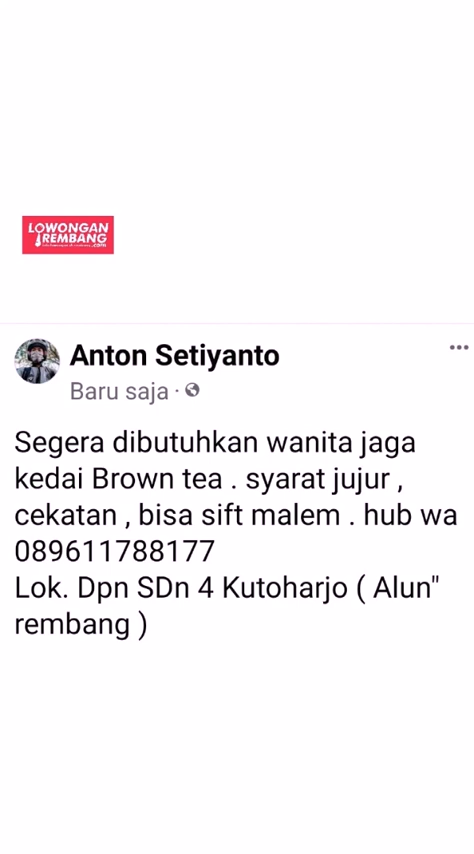 LOWONGAN
REMBANG
Anton Setiyanto
Baru saja ·
Segera dibutuhkan wanita jaga
kedai Brown tea . syarat jujur ,
cekatan , bisa sift malem . hub wa
089611788177
Lok. Dpn SDn 4 Kutoharjo ( Alun"
rembang )